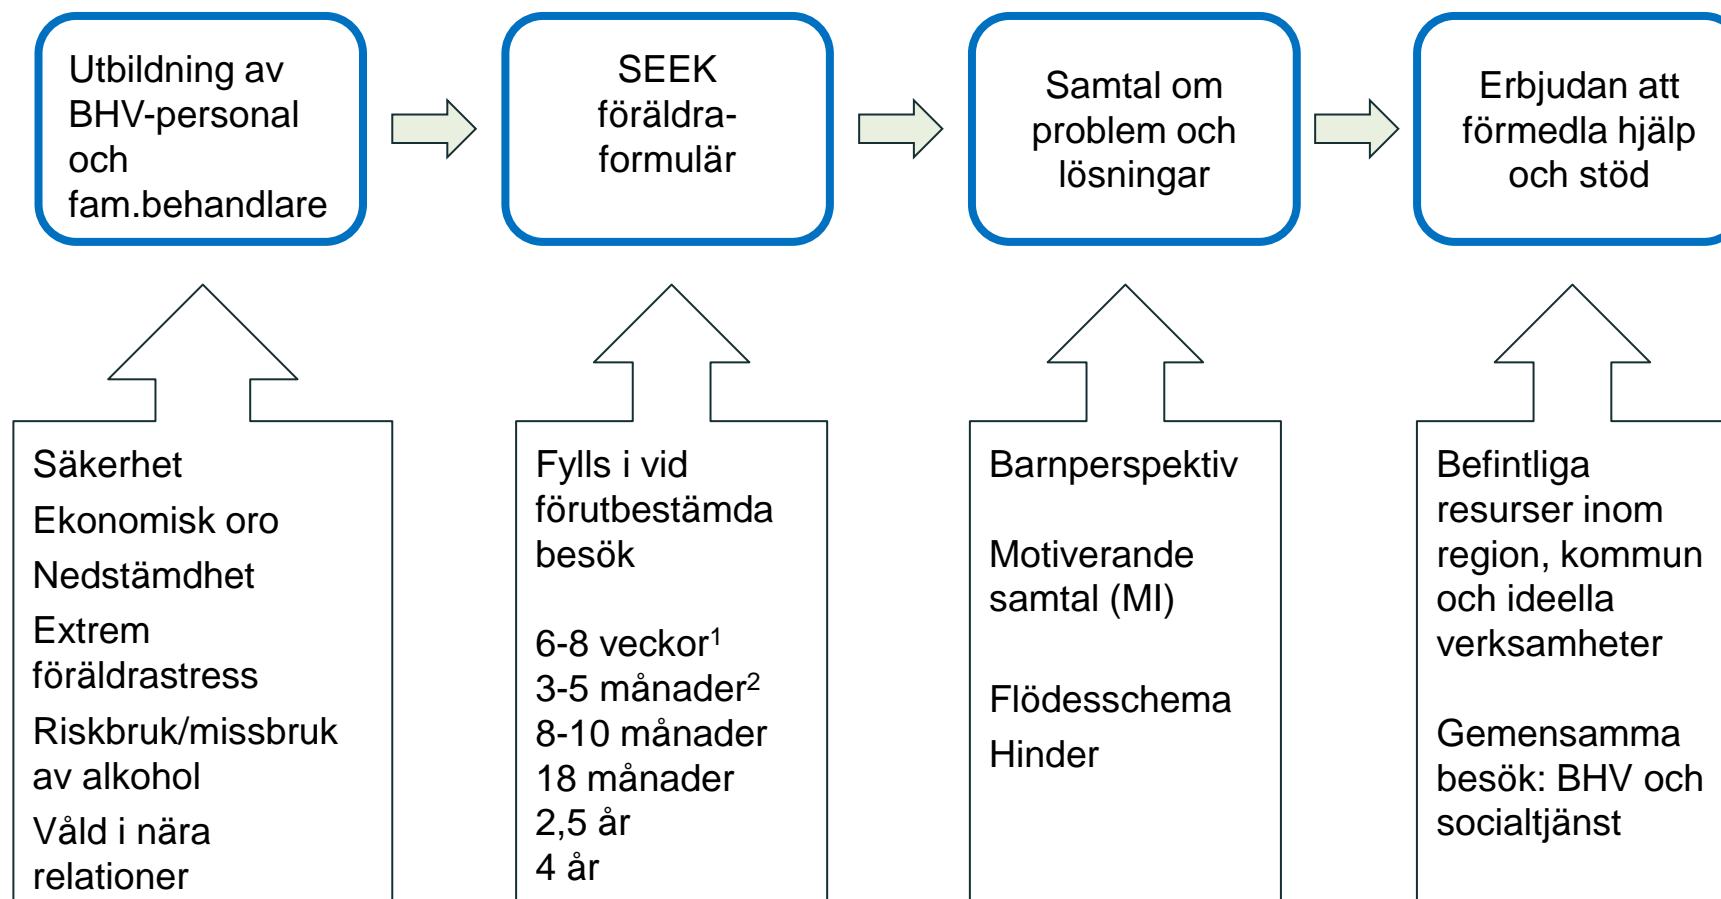 Utbildning av
BHV-personal
och
fam.behandlare
SEEK
föräldra-
formulär
Samtal om
problem och
lösningar
Erbjudan att
förmedla hjälp
och stöd
Säkerhet
Ekonomisk oro
Nedstämdhet
Extrem
föräldrastress
Riskbruk/missbruk
av alkohol
Våld i nära
relationer
Fylls i vid
förutbestämda
besök
6-8 veckor¹
3-5 månader²
8-10 månader
18 månader
2,5 år
4 år
Barnperspektiv
Motiverande
samtal (MI)
Flödesschema
Hinder
Befintliga
resurser inom
region, kommun
och ideella
verksamheter
Gemensamma
besök: BHV och
socialtjänst